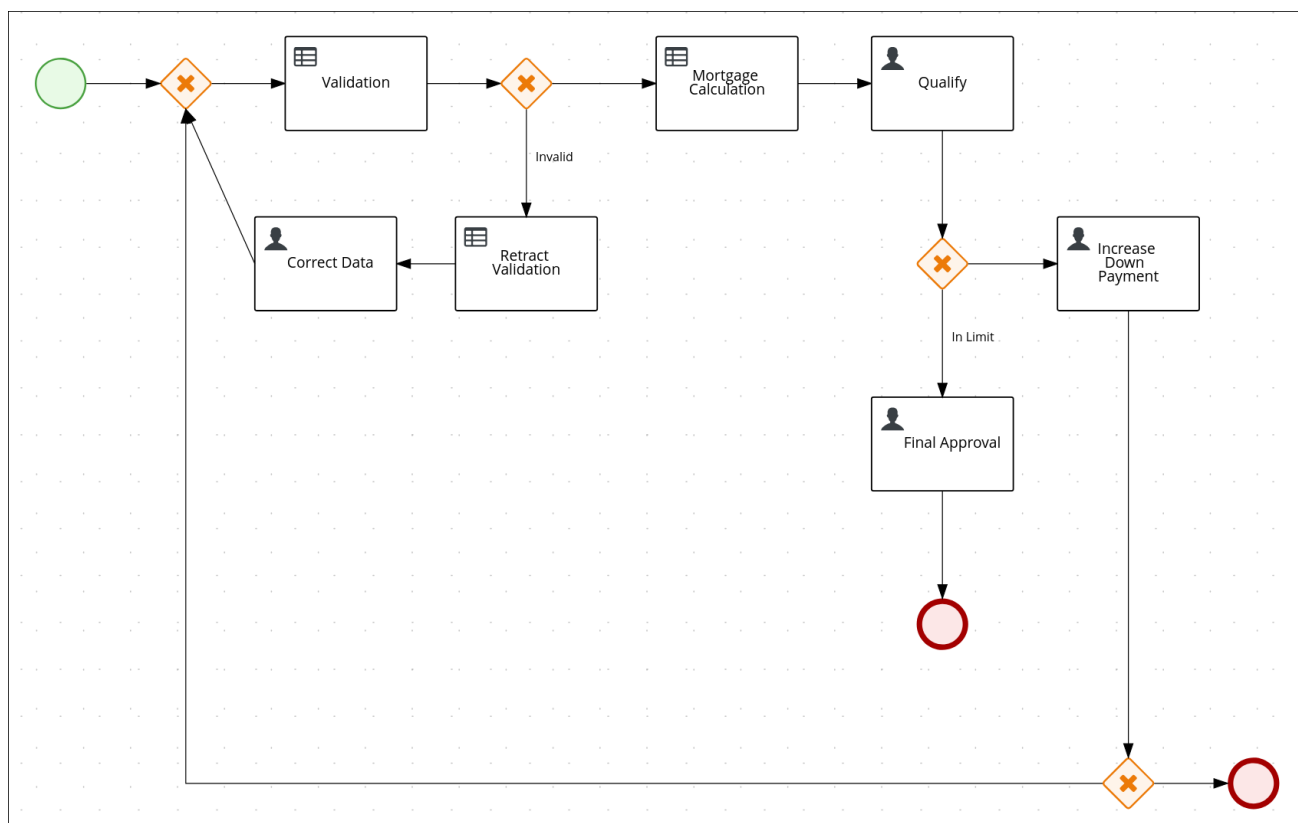 Validation
Mortgage
Calculation
Qualify
Invalid
Correct Data
Retract
Validation
Increase
Down
Payment
In Limit
Final Approval